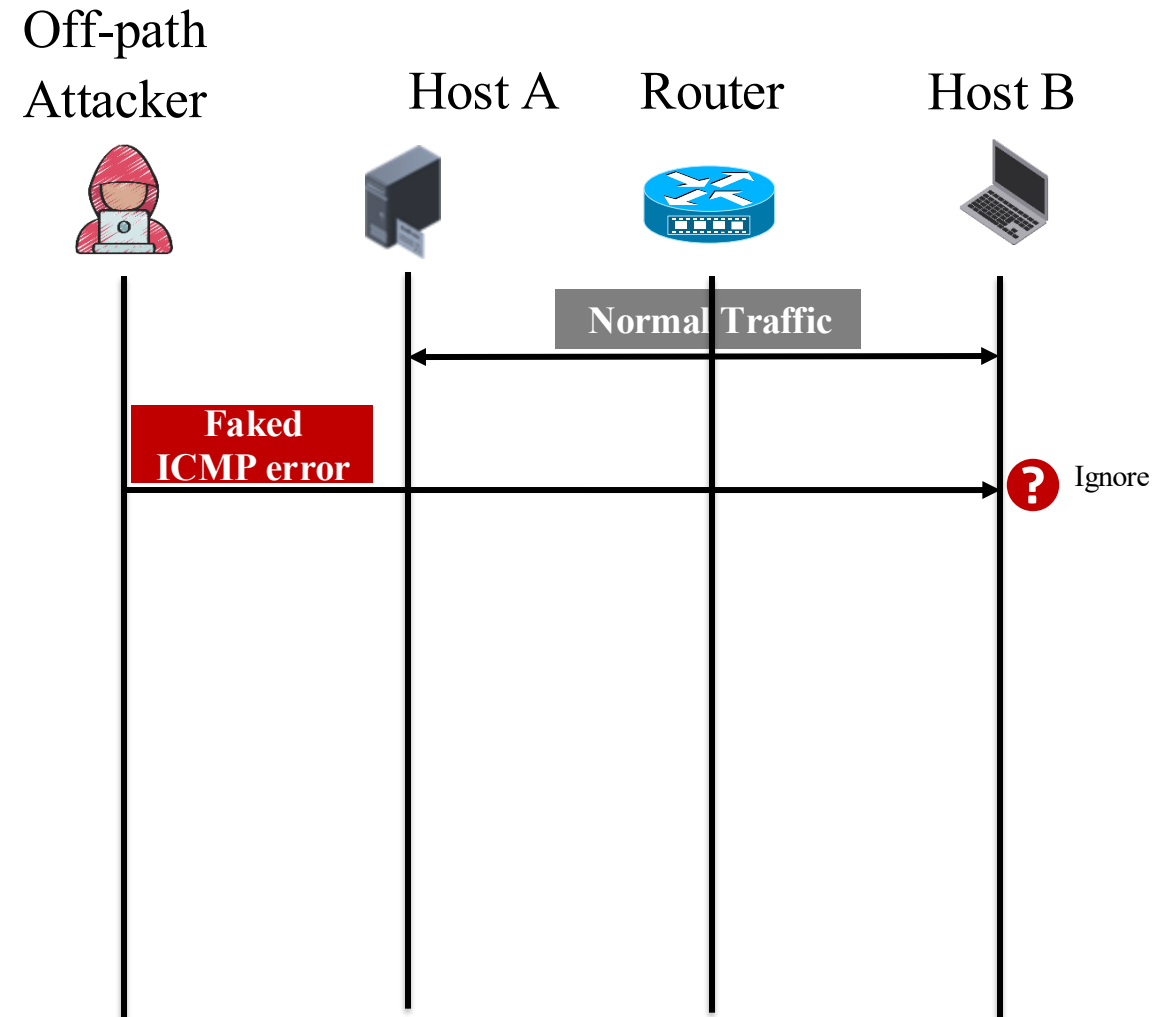 Off-path
Attacker
Host A
Router
Host B
Normal Traffic
Faked
ICMP error
?
Ignore